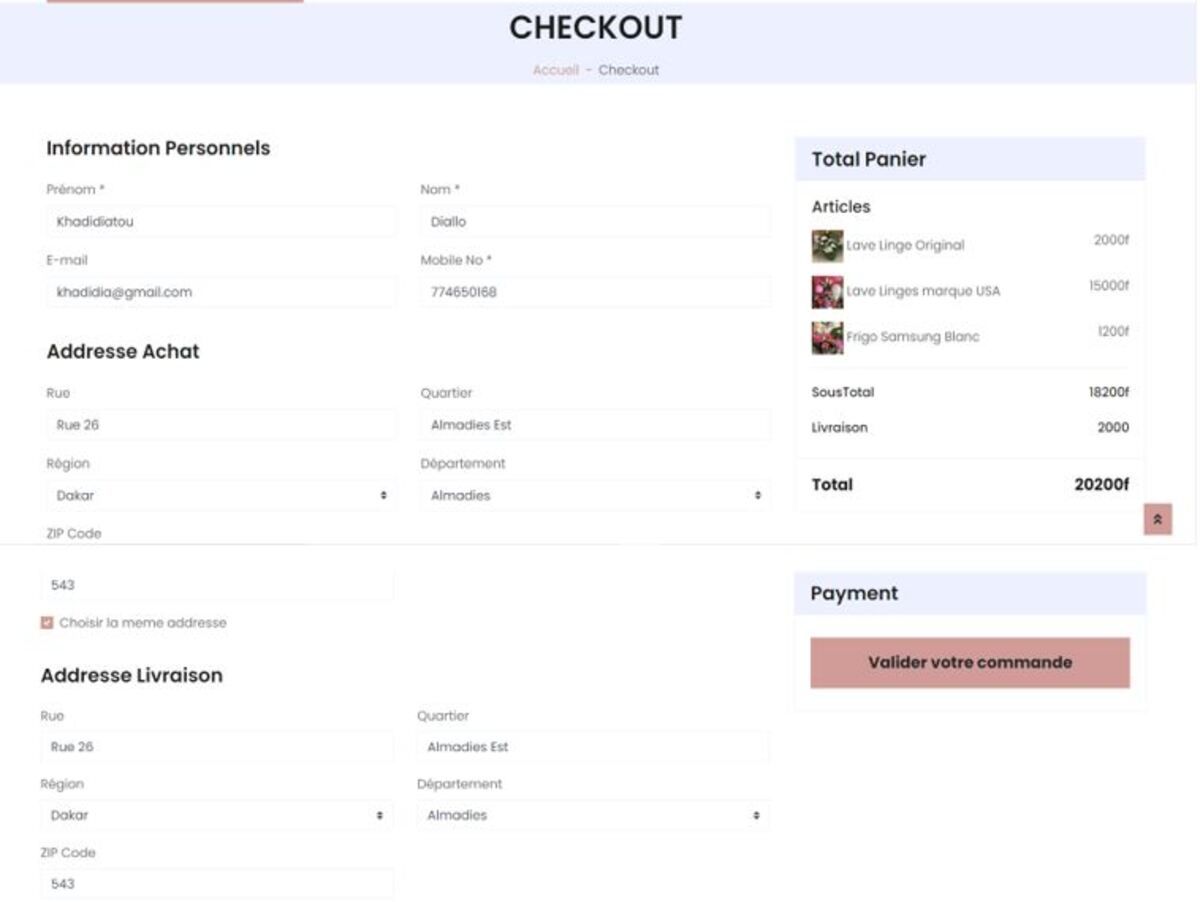 CHECKOUT
Accueil - Checkout
Information Personnels
Prénom * Nom *
Khadidiatou Diallo
E-mail Mobile No *
khadidia@gmail.com 774650168
Addresse Achat
Rue Quartier
Rue 26 Almadies Est
Région Département
Dakar Almadies
ZIP Code
543
Choisir la meme addresse
Addresse Livraison
Rue Quartier
Rue 26 Almadies Est
Région Département
Dakar Almadies
ZIP Code
543
Total Panier
Articles
Lave Linge Original 2000f
Lave Linges marque USA 15000f
Frigo Samsung Blanc 1200f
SousTotal 18200f
Livraison 2000
Total 20200f
Payment
Valider votre commande